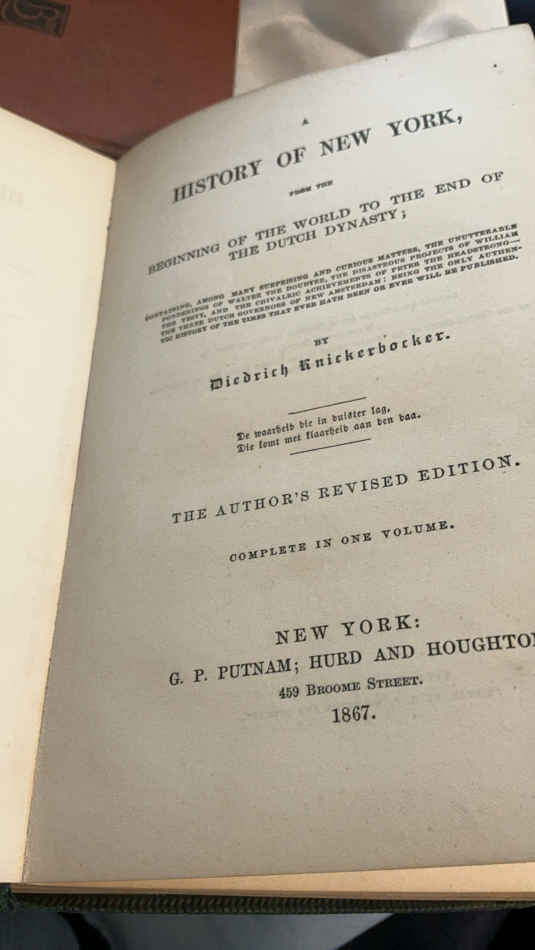 A
HISTORY OF NEW YORK,
FROM THE
BEGINNING OF THE WORLD TO THE END OF
THE DUTCH DYNASTY;
CONTAINING, AMONG MANY SURPRISING AND CURIOUS MATTERS, THE UNUTTERABLE
PONDERINGS OF WALTER THE DOUBTER, THE DISASTROUS PROJECTS OF WILLIAM
THE TESTY, AND THE CHIVALRIC ACHIEVEMENTS OF PETER THE HEADSTRONG—
THE THREE DUTCH GOVERNORS OF NEW AMSTERDAM: BEING THE ONLY AUTHEN-
TIC HISTORY OF THE TIMES THAT EVER HATH BEEN OR EVER WILL BE PUBLISHED.
BY
Diedrich Knickerbocker.
De waarheid die in duister lag,
Die komt met klaarheid aan den daa.
THE AUTHOR'S REVISED EDITION.
COMPLETE IN ONE VOLUME.
NEW YORK:
G. P. PUTNAM; HURD AND HOUGHTON
459 BROOME STREET.
1867.